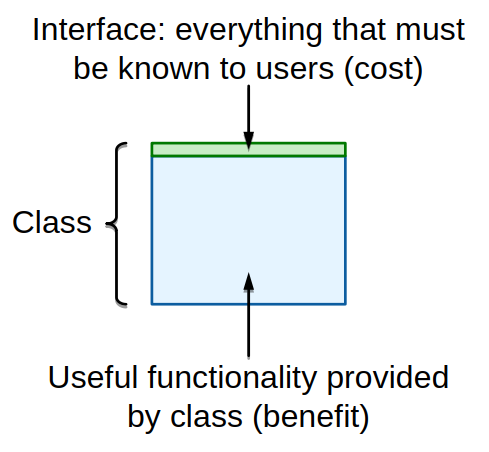 Interface: everything that must
be known to users (cost)
Class
Useful functionality provided
by class (benefit)